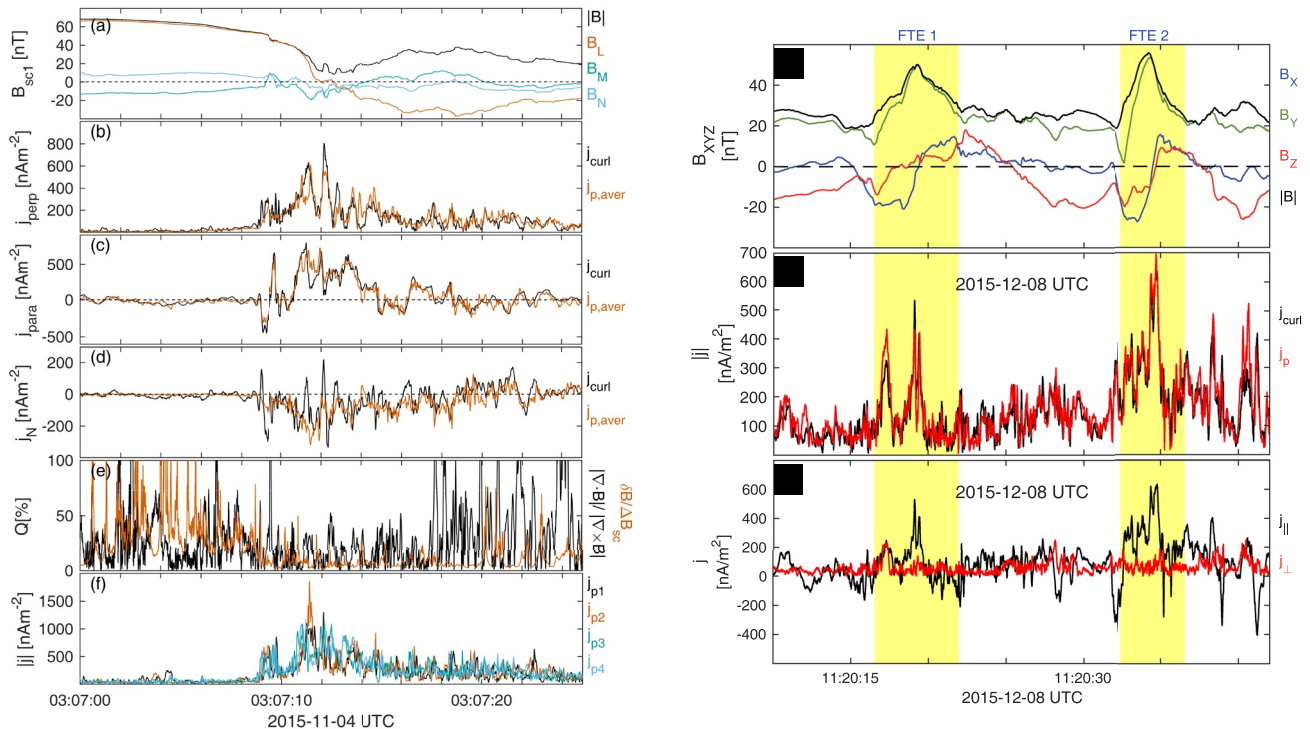 (a)
60
40
20
0
-20
B_sc1 [nT]
|B|
B_L
B_M
B_N
(b)
800
600
400
200
j_perp [nAm⁻²]
j_curl
j_p,aver
(c)
500
0
-500
j_para [nAm⁻²]
j_curl
j_p,aver
(d)
200
0
-200
j_N [nAm⁻²]
j_curl
j_p,aver
(e)
100
50
0
Q[%]
|∇·B|/|∇×B|
δB/ΔB_sc
(f)
1500
1000
500
|j| [nAm⁻²]
j_p1
j_p2
j_p3
j_p4
03:07:00
03:07:10
03:07:20
2015-11-04 UTC
FTE 1
FTE 2
40
20
0
-20
B_XYZ
[nT]
B_X
B_Y
B_Z
|B|
2015-12-08 UTC
700
600
500
400
300
200
100
|j|
[nA/m²]
j_curl
j_p
2015-12-08 UTC
600
400
200
0
-200
-400
j
[nA/m²]
j_||
j_⊥
11:20:15
11:20:30
2015-12-08 UTC